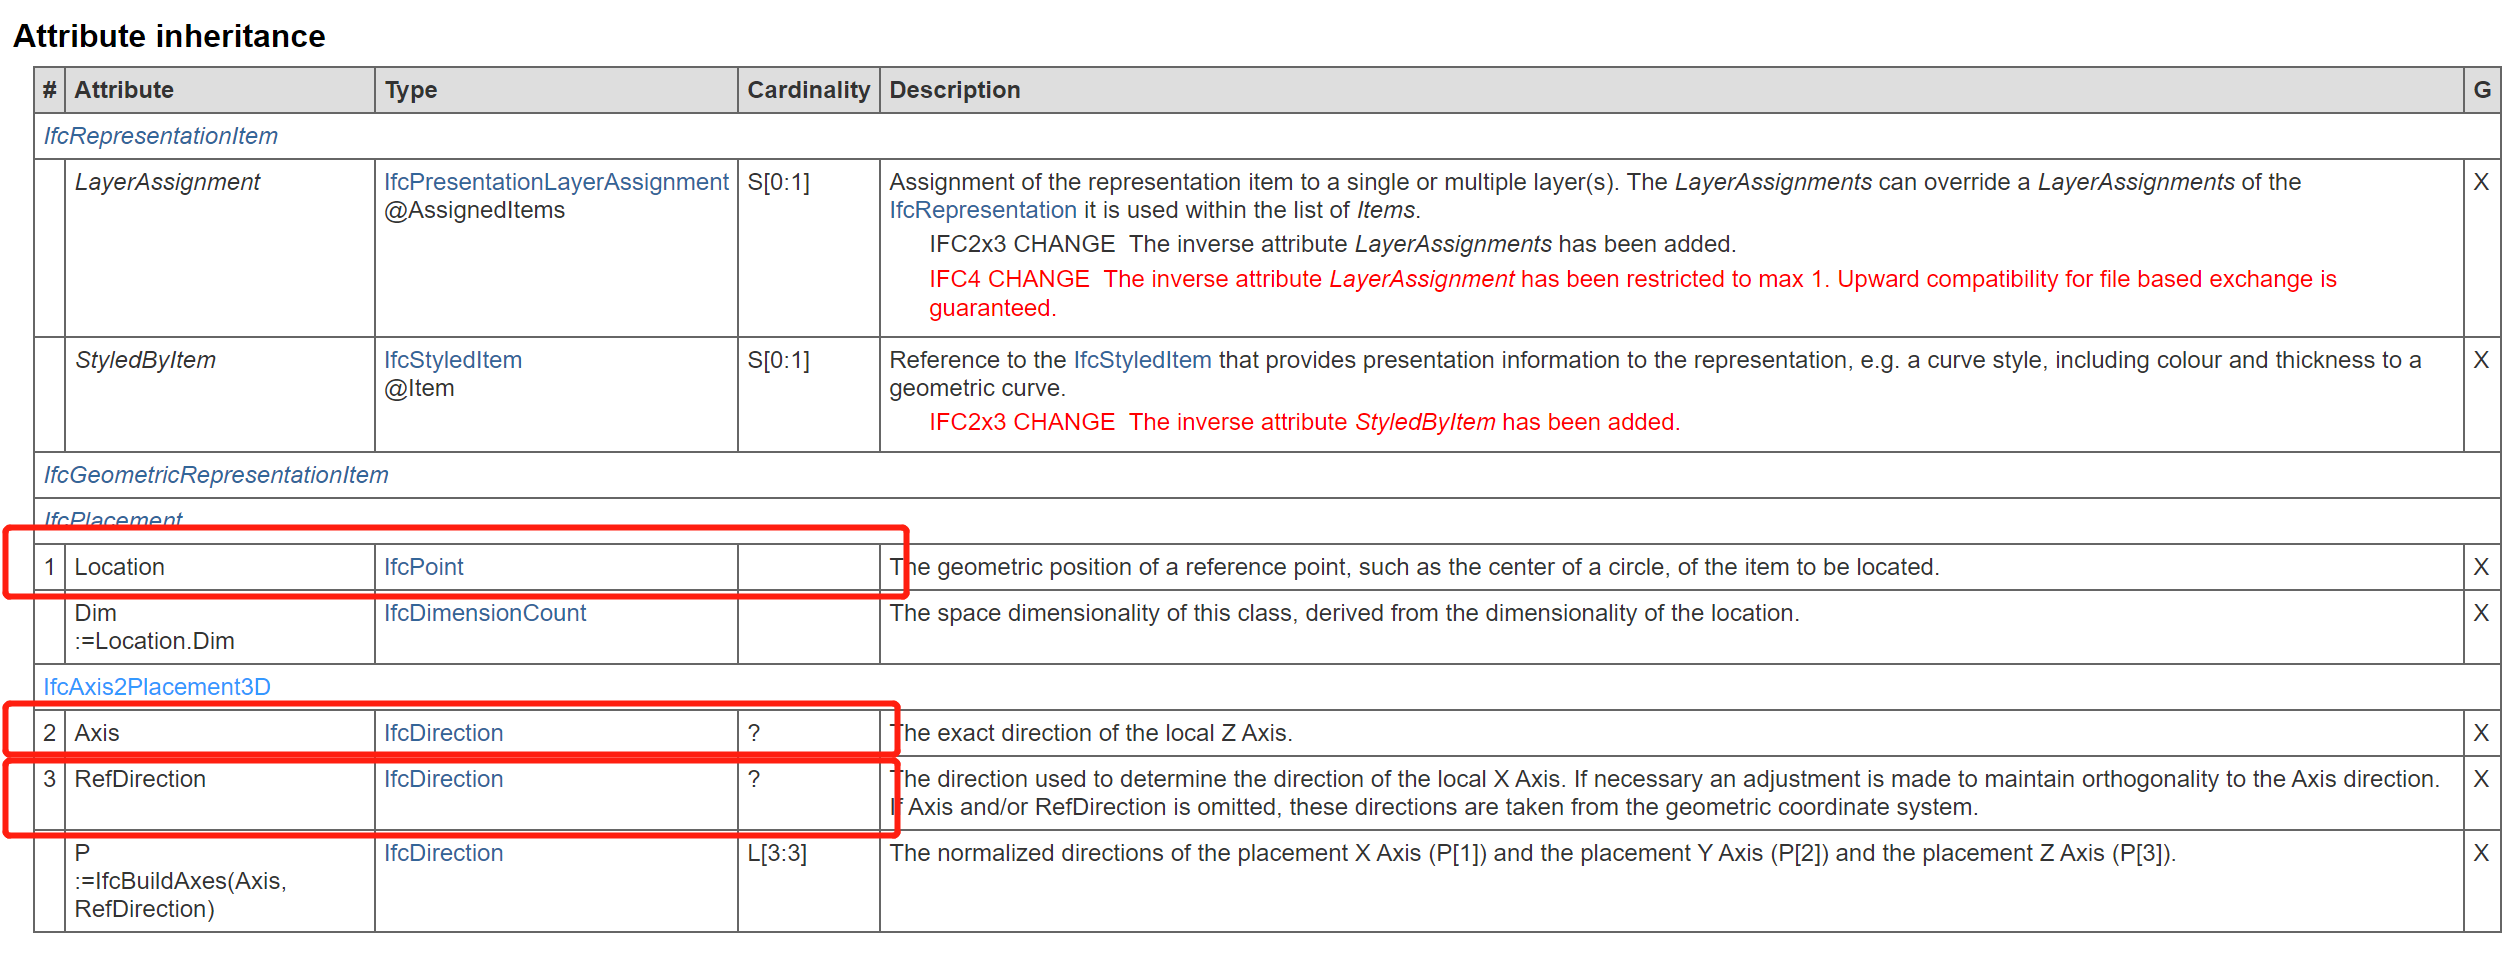 Attribute inheritance
# Attribute Type Cardinality Description G
IfcRepresentationItem
LayerAssignment IfcPresentationLayerAssignment S[0:1] Assignment of the representation item to a single or multiple layer(s). The LayerAssignments can override a LayerAssignments of the X
@AssignedItems IfcRepresentation it is used within the list of Items.
IFC2x3 CHANGE The inverse attribute LayerAssignments has been added.
IFC4 CHANGE The inverse attribute LayerAssignment has been restricted to max 1. Upward compatibility for file based exchange is
guaranteed.
StyledByItem IfcStyledItem S[0:1] Reference to the IfcStyledItem that provides presentation information to the representation, e.g. a curve style, including colour and thickness to a X
@Item geometric curve.
IFC2x3 CHANGE The inverse attribute StyledByItem has been added.
IfcGeometricRepresentationItem
IfcPlacement
1 Location IfcPoint The geometric position of a reference point, such as the center of a circle, of the item to be located. X
Dim IfcDimensionCount The space dimensionality of this class, derived from the dimensionality of the location. X
:=Location.Dim
IfcAxis2Placement3D
2 Axis IfcDirection ? The exact direction of the local Z Axis. X
3 RefDirection IfcDirection ? The direction used to determine the direction of the local X Axis. If necessary an adjustment is made to maintain orthogonality to the Axis direction. X
If Axis and/or RefDirection is omitted, these directions are taken from the geometric coordinate system.
P IfcDirection L[3:3] The normalized directions of the placement X Axis (P[1]) and the placement Y Axis (P[2]) and the placement Z Axis (P[3]). X
:=IfcBuildAxes(Axis,
RefDirection)